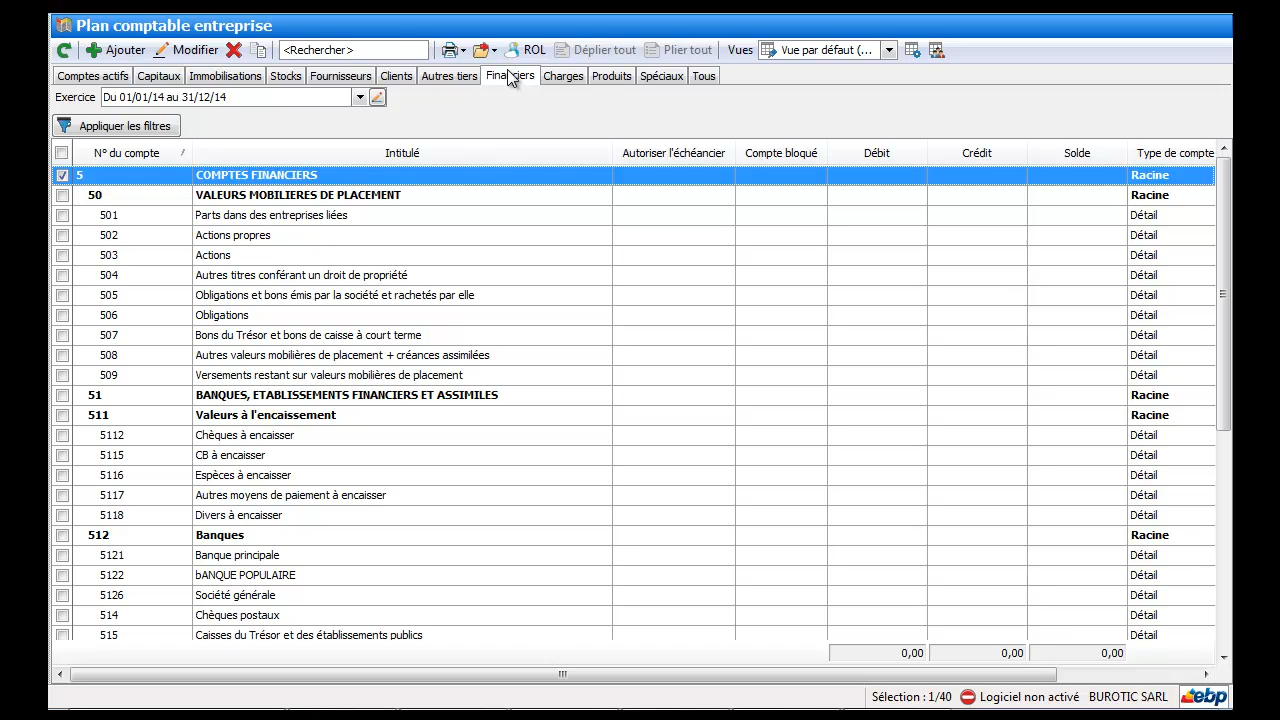 Plan comptable entreprise
Ajouter Modifier <Rechercher> ROL Déplier tout Plier tout Vues Vue par défaut (...
Comptes actifs Capitaux Immobilisations Stocks Fournisseurs Clients Autres tiers Financiers Charges Produits Spéciaux Tous
Exercice Du 01/01/14 au 31/12/14
Appliquer les filtres
N° du compte Intitulé Autoriser l'échéancier Compte bloqué Débit Crédit Solde Type de compte
5 COMPTES FINANCIERS Racine
50 VALEURS MOBILIERES DE PLACEMENT Racine
501 Parts dans des entreprises liées Détail
502 Actions propres Détail
503 Actions Détail
504 Autres titres conférant un droit de propriété Détail
505 Obligations et bons émis par la société et rachetés par elle Détail
506 Obligations Détail
507 Bons du Trésor et bons de caisse à court terme Détail
508 Autres valeurs mobilières de placement + créances assimilées Détail
509 Versements restant sur valeurs mobilières de placement Détail
51 BANQUES, ETABLISSEMENTS FINANCIERS ET ASSIMILES Racine
511 Valeurs à l'encaissement Racine
5112 Chèques à encaisser Détail
5115 CB à encaisser Détail
5116 Espèces à encaisser Détail
5117 Autres moyens de paiement à encaisser Détail
5118 Divers à encaisser Détail
512 Banques Racine
5121 Banque principale Détail
5122 bANQUE POPULAIRE Détail
5126 Société générale Détail
514 Chèques postaux Détail
515 Caisses du Trésor et des établissements publics Détail
0,00 0,00 0,00
Sélection : 1/40 Logiciel non activé BUROTIC SARL ebp